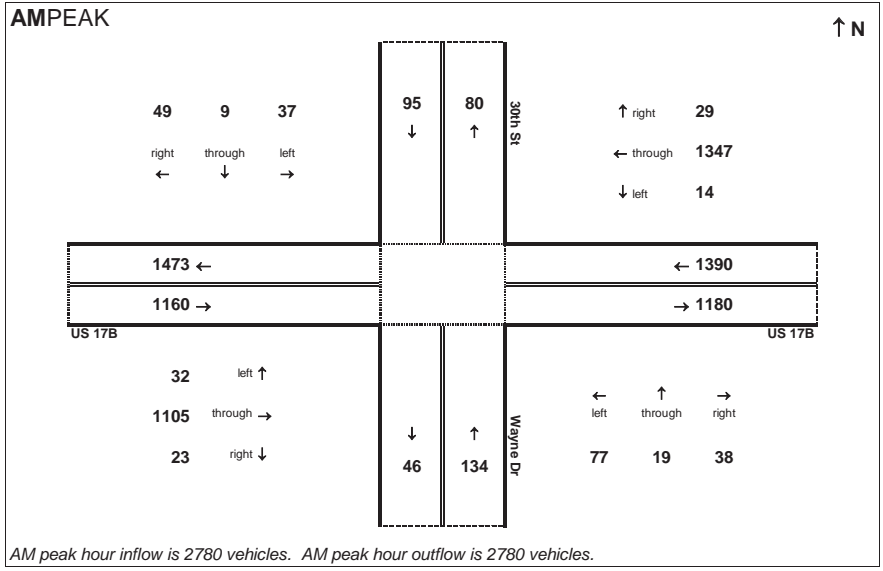 AMPEAK
↑ N
49 9 37
right through left
← ↓ →
95 80
↓ ↑
30th St
↑ right 29
← through 1347
↓ left 14
1473 ←
1160 →
← 1390
→ 1180
US 17B
US 17B
32 left ↑
1105 through →
23 right ↓
↓ ↑
46 134
Wayne Dr
← ↑ →
left through right
77 19 38
AM peak hour inflow is 2780 vehicles. AM peak hour outflow is 2780 vehicles.